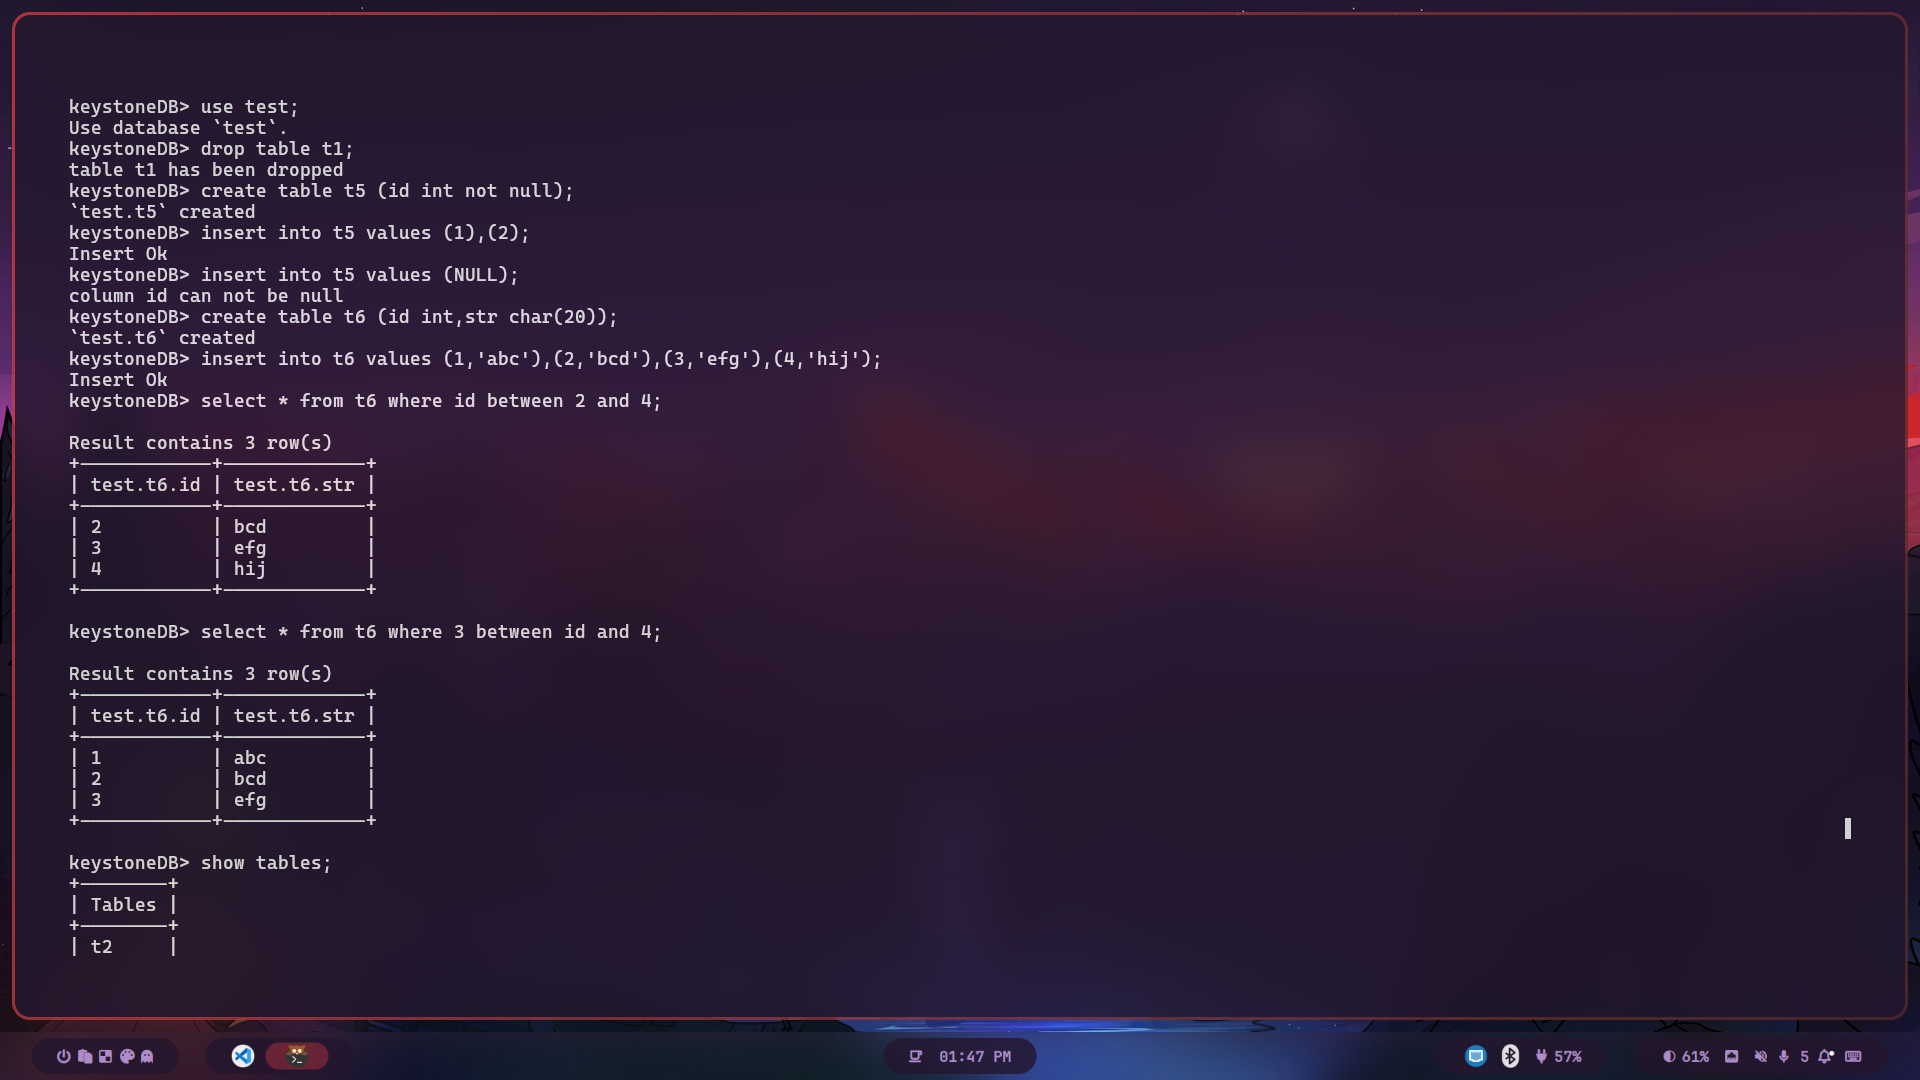 keystoneDB> use test;
Use database `test`.
keystoneDB> drop table t1;
table t1 has been dropped
keystoneDB> create table t5 (id int not null);
`test.t5` created
keystoneDB> insert into t5 values (1),(2);
Insert Ok
keystoneDB> insert into t5 values (NULL);
column id can not be null
keystoneDB> create table t6 (id int,str char(20));
`test.t6` created
keystoneDB> insert into t6 values (1,'abc'),(2,'bcd'),(3,'efg'),(4,'hij');
Insert Ok
keystoneDB> select * from t6 where id between 2 and 4;
Result contains 3 row(s)
+————————————+—————————————+
| test.t6.id | test.t6.str |
+————————————+—————————————+
| 2          | bcd         |
| 3          | efg         |
| 4          | hij         |
+————————————+—————————————+
keystoneDB> select * from t6 where 3 between id and 4;
Result contains 3 row(s)
+————————————+—————————————+
| test.t6.id | test.t6.str |
+————————————+—————————————+
| 1          | abc         |
| 2          | bcd         |
| 3          | efg         |
+————————————+—————————————+
keystoneDB> show tables;
+————————+
| Tables |
+————————+
| t2     |
01:47 PM
57%
61%
5